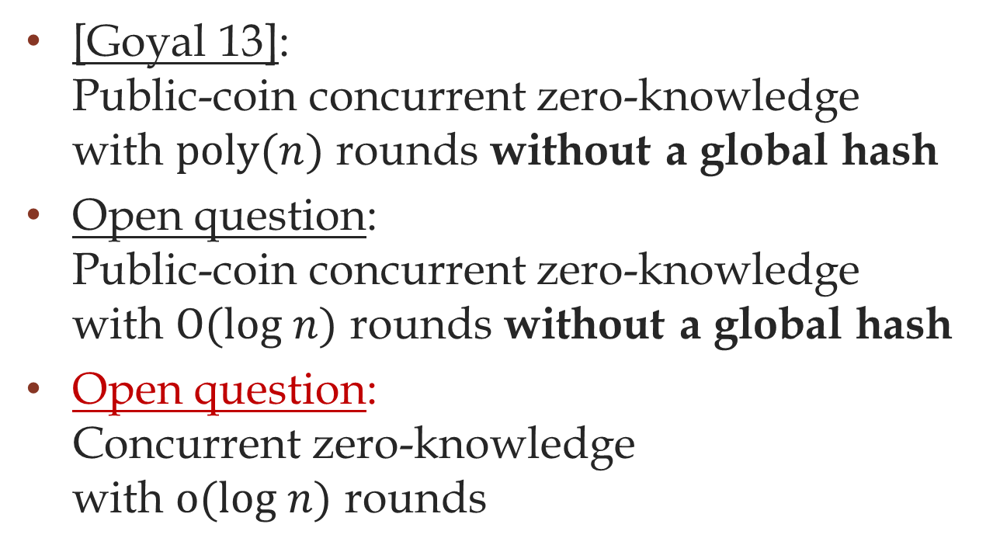 • [Goyal 13]:
Public-coin concurrent zero-knowledge
with poly(n) rounds without a global hash
• Open question:
Public-coin concurrent zero-knowledge
with O(log n) rounds without a global hash
• Open question:
Concurrent zero-knowledge
with o(log n) rounds